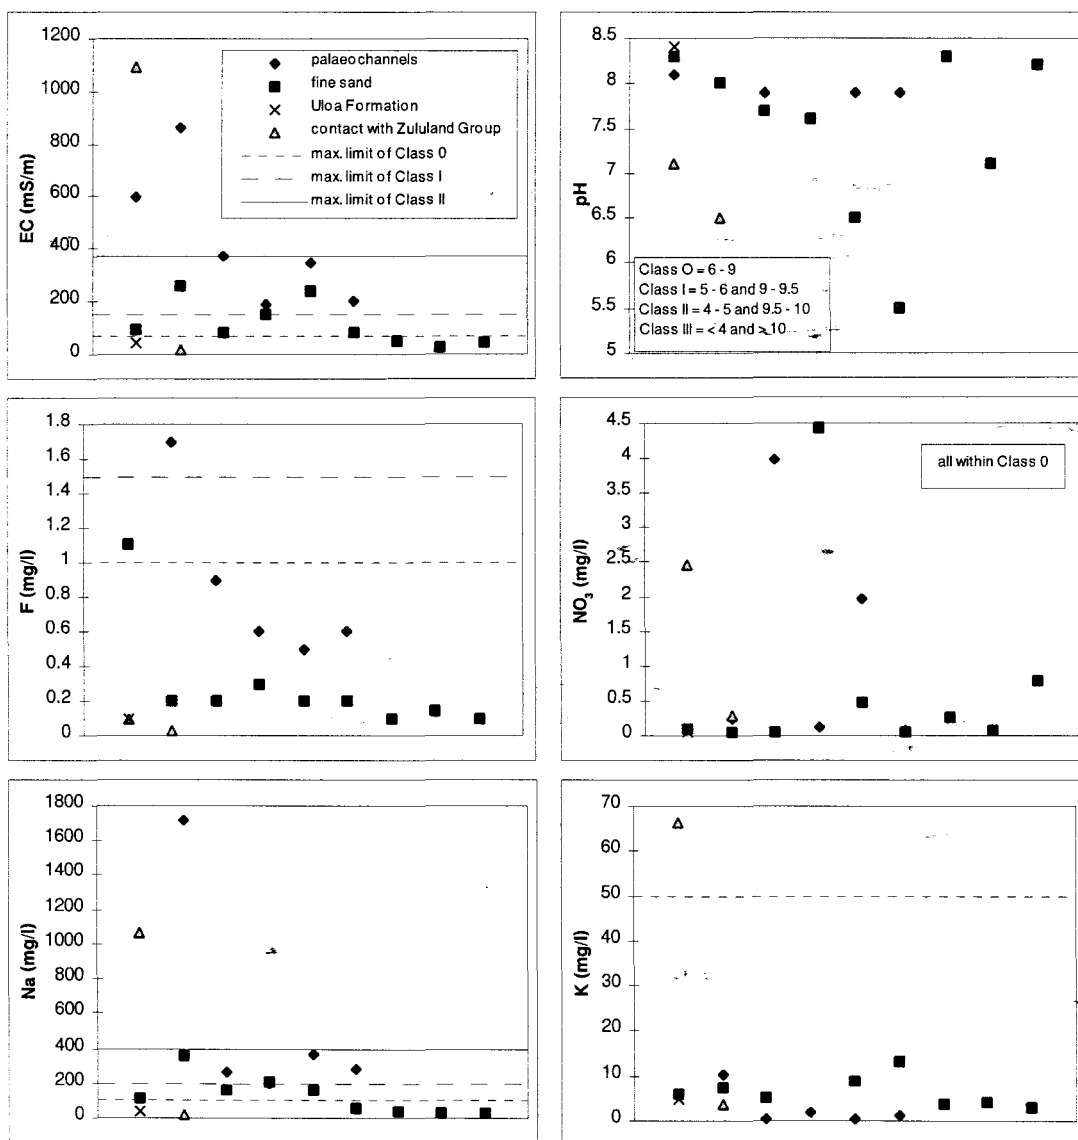 1200
1000
800
600
400
200
0
EC (mS/m)
palaeochannels
fine sand
Uloa Formation
contact with Zululand Group
max. limit of Class 0
max. limit of Class I
max. limit of Class II
8.5
8
7.5
7
6.5
6
5.5
5
pH
Class O = 6 - 9
Class I = 5 - 6 and 9 - 9.5
Class II = 4 - 5 and 9.5 - 10
Class III = < 4 and > 10
1.8
1.6
1.4
1.2
1
0.8
0.6
0.4
0.2
0
F (mg/l)
4.5
4
3.5
3
2.5
2
1.5
1
0.5
0
NO3 (mg/l)
all within Class 0
1800
1600
1400
1200
1000
800
600
400
200
0
Na (mg/l)
70
60
50
40
30
20
10
0
K (mg/l)